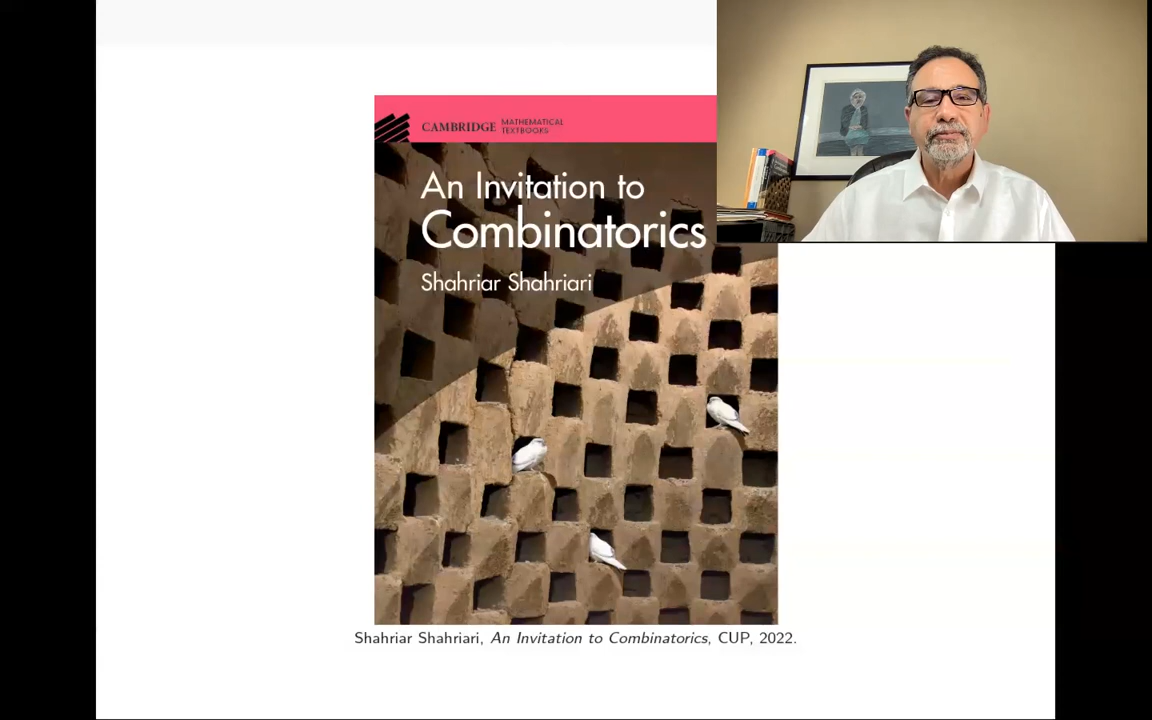 CAMBRIDGE
MATHEMATICAL
TEXTBOOKS
An Invitation to
Combinatorics
Shahriar Shahriari
Shahriar Shahriari, An Invitation to Combinatorics, CUP, 2022.